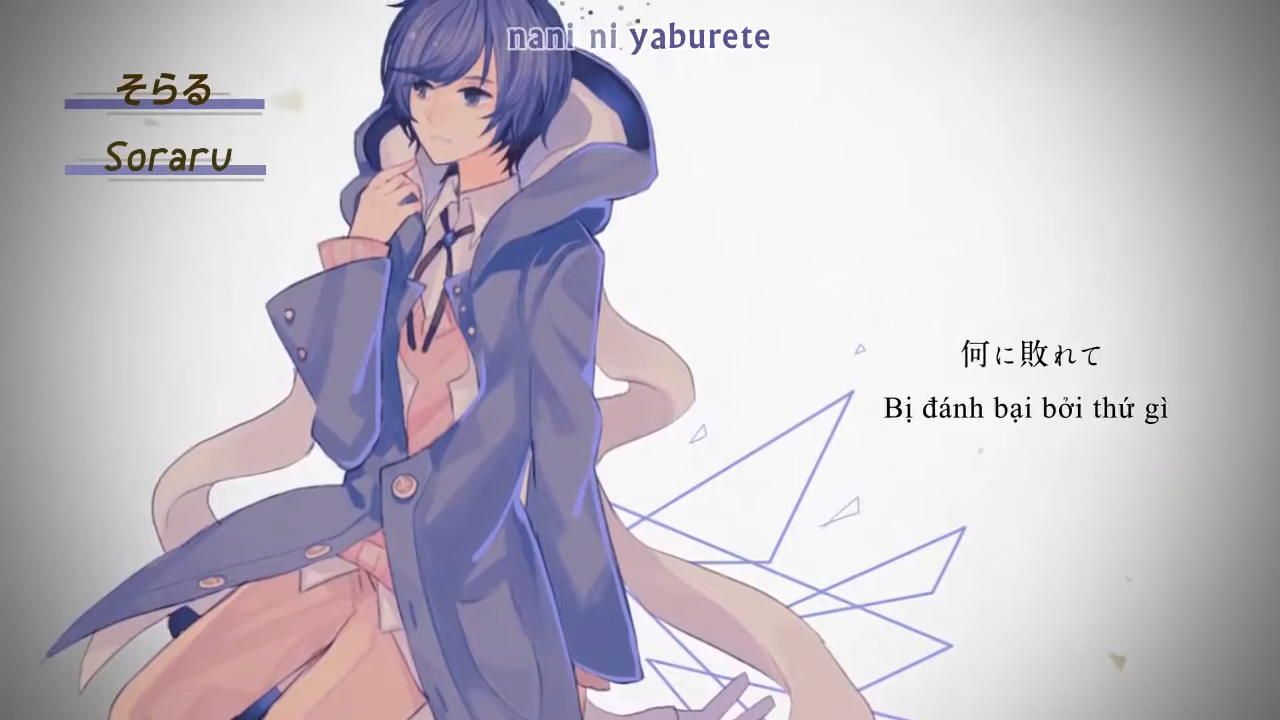 nani ni yaburete
そらる
Soraru
何に敗れて
Bị đánh bại bởi thứ gì